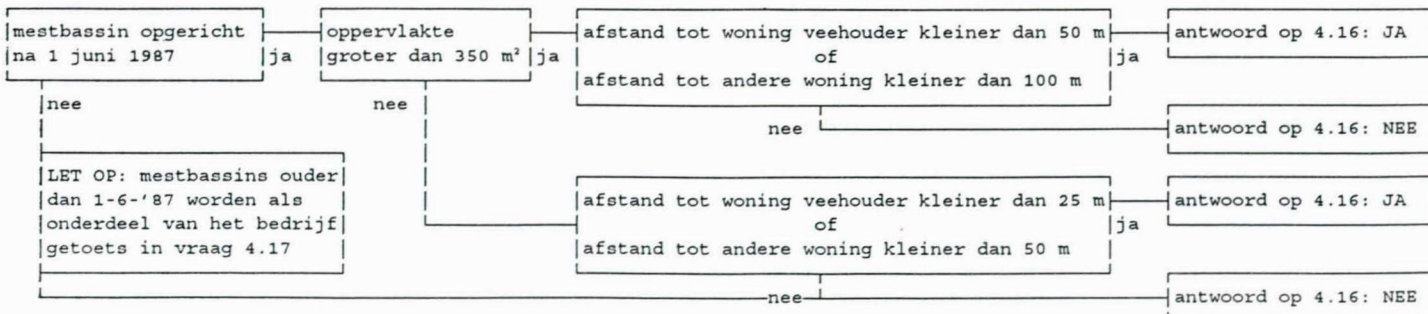 mestbassin opgericht
na 1 juni 1987
ja
oppervlakte
groter dan 350 m²
ja
afstand tot woning veehouder kleiner dan 50 m
of
afstand tot andere woning kleiner dan 100 m
ja
antwoord op 4.16: JA
nee
nee
nee
antwoord op 4.16: NEE
LET OP: mestbassins ouder
dan 1-6-'87 worden als
onderdeel van het bedrijf
getoets in vraag 4.17
afstand tot woning veehouder kleiner dan 25 m
of
afstand tot andere woning kleiner dan 50 m
ja
antwoord op 4.16: JA
nee
antwoord op 4.16: NEE